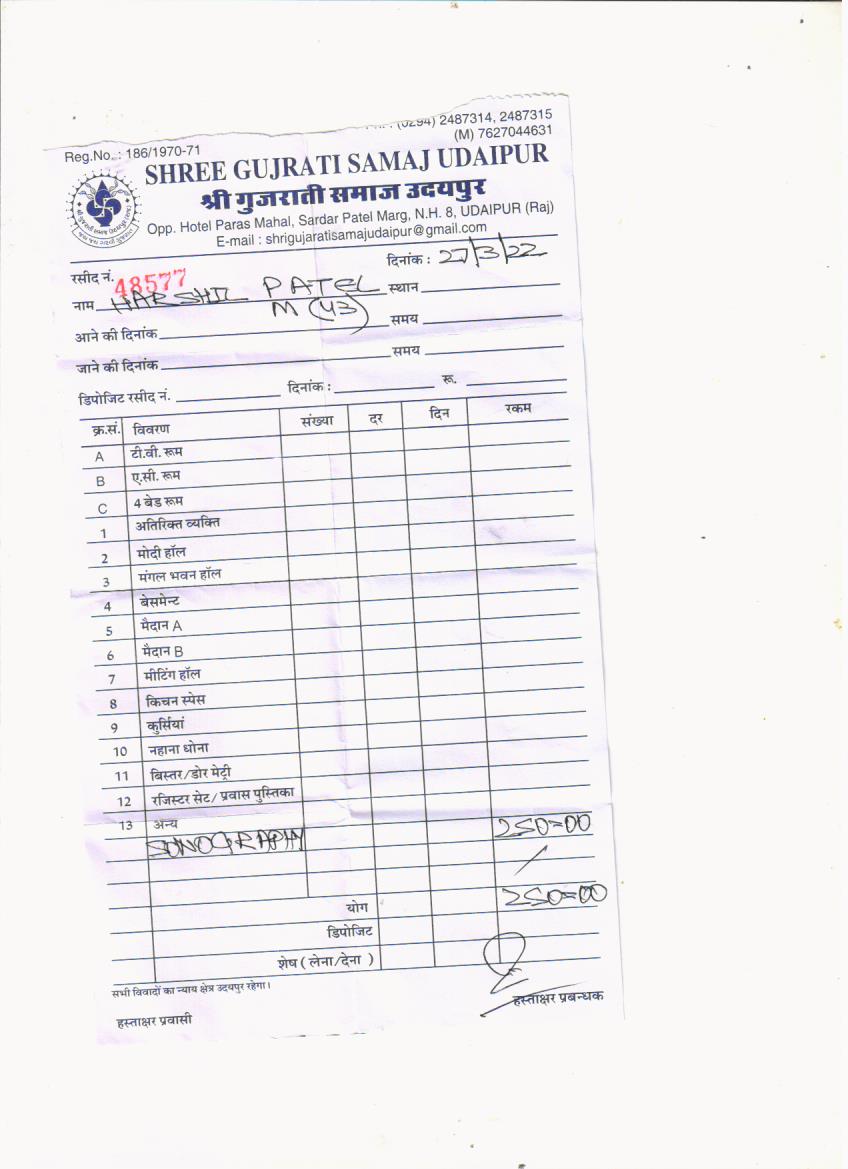 (0294) 2487314, 2487315
(M) 7627044631
Reg.No. : 186/1970-71
SHREE GUJRATI SAMAJ UDAIPUR
श्री गुजराती समाज उदयपुर
Opp. Hotel Paras Mahal, Sardar Patel Marg, N.H. 8, UDAIPUR (Raj)
E-mail : shrigujaratisamajudaipur@gmail.com
रसीद नं. 48577 दिनांक : 27/3/22
नाम HARSHIL PATEL स्थान
M (43)
आने की दिनांक समय
जाने की दिनांक समय
डिपोजिट रसीद नं. दिनांक : रू.
क्र.सं. विवरण संख्या दर दिन रकम
A टी.वी. रूम
B ए.सी. रूम
C 4 बेड रूम
1 अतिरिक्त व्यक्ति
2 मोदी हॉल
3 मंगल भवन हॉल
4 बेसमेन्ट
5 मैदान A
6 मैदान B
7 मीटिंग हॉल
8 किचन स्पेस
9 कुर्सियां
10 नहाना धोना
11 बिस्तर/डोर मेट्री
12 रजिस्टर सेट/ प्रवास पुस्तिका
13 अन्य 250=00
SONOGRAPHY
योग 250=00
डिपोजिट
शेष ( लेना/देना )
सभी विवादों का न्याय क्षेत्र उदयपुर रहेगा।
हस्ताक्षर प्रवासी हस्ताक्षर प्रबन्धक